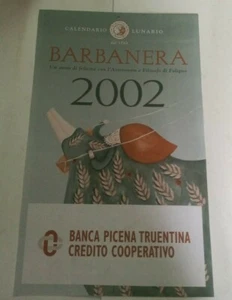 CALENDARIO LUNARIO
BARBANERA
2002
BANCA PICENA TRUENTINA
CREDITO COOPERATIVO